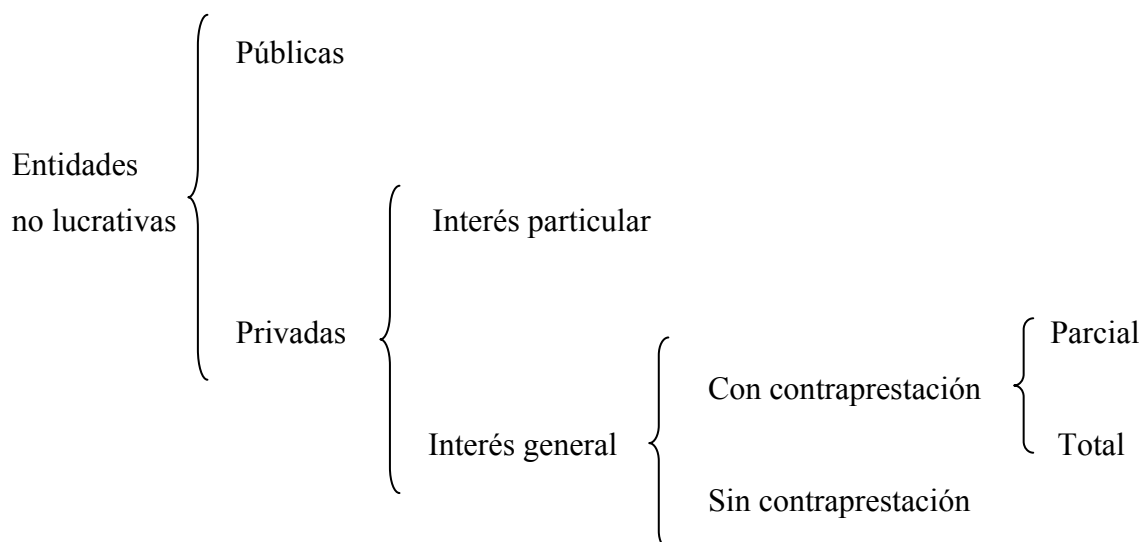 Públicas
Entidades
no lucrativas
Interés particular
Privadas
Parcial
Con contraprestación
Interés general
Total
Sin contraprestación